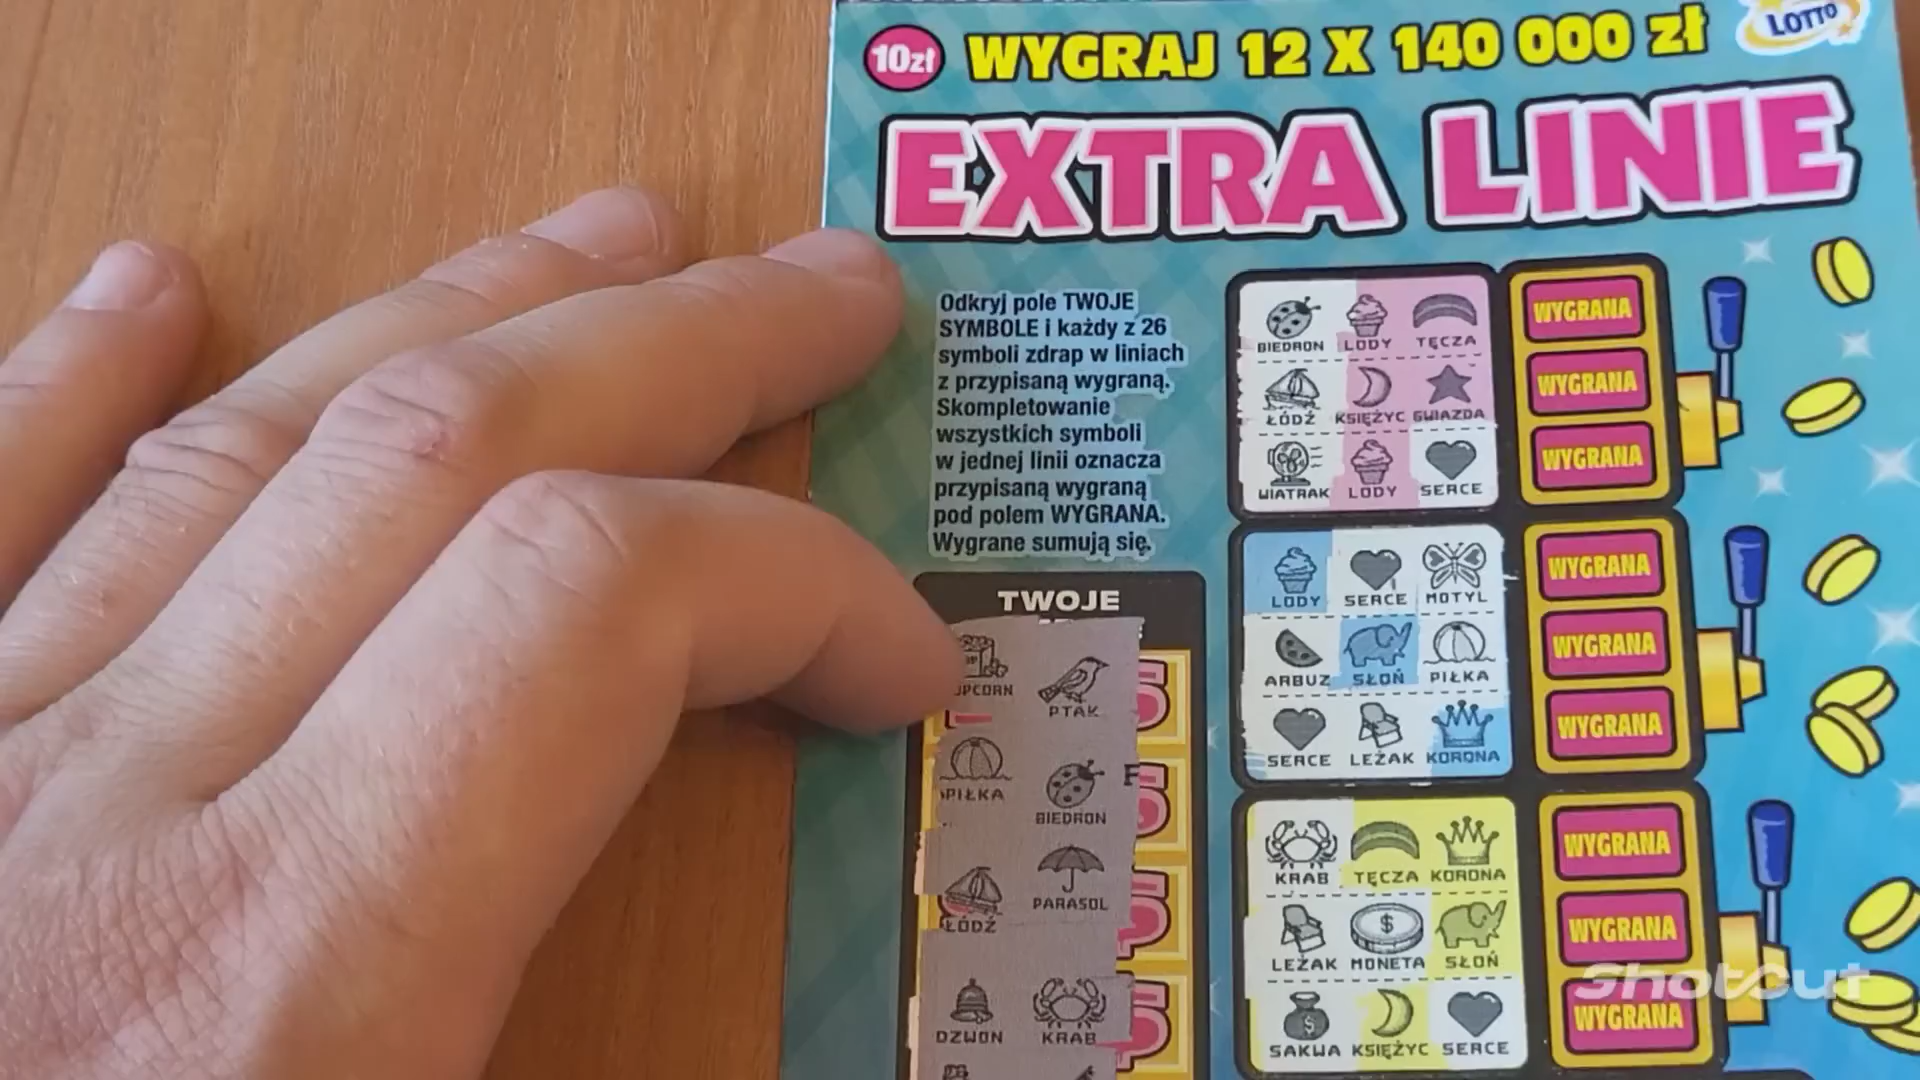 10zł WYGRAJ 12 X 140 000 zł
LOTTO
EXTRA LINIE
Odkryj pole TWOJE
SYMBOLE i każdy z 26
symboli zdrap w liniach
z przypisaną wygraną.
Skompletowanie
wszystkich symboli
w jednej linii oznacza
przypisaną wygraną
pod polem WYGRANA.
Wygrane sumują się.
TWOJE
PTAK
PIŁKA
BIEDRON
ŁÓDŹ
PARASOL
DZWON KRAB
BIEDRON LODY TĘCZA
WYGRANA
ŁÓDŹ KSIĘŻYC GWIAZDA
WYGRANA
WIATRAK LODY SERCE
WYGRANA
LODY SERCE MOTYL
WYGRANA
ARBUZ SŁOŃ PIŁKA
WYGRANA
SERCE LEŻAK KORONA
WYGRANA
KRAB TĘCZA KORONA
WYGRANA
$
LEŻAK MONETA SŁOŃ
WYGRANA
$
SAKWA KSIĘŻYC SERCE
WYGRANA
ShotCut